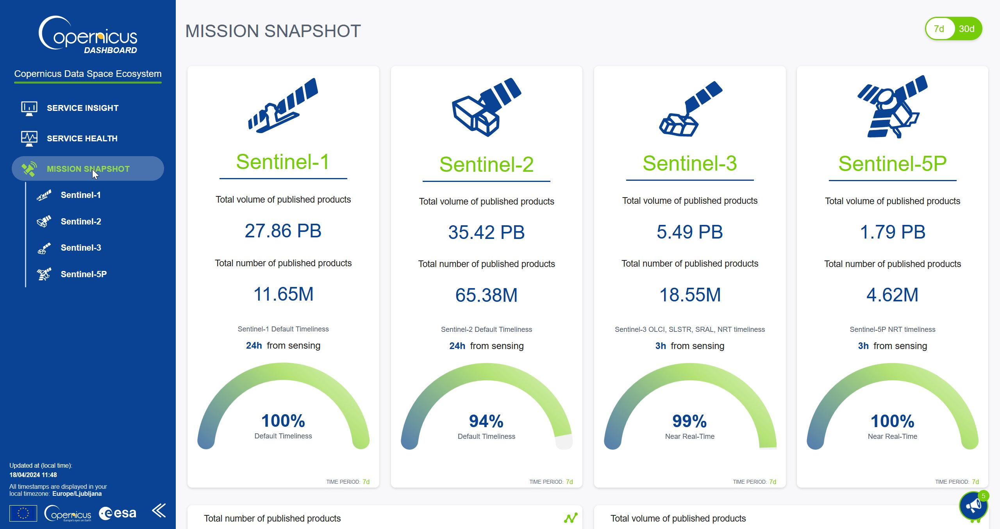 Copernicus
DASHBOARD
Copernicus Data Space Ecosystem
SERVICE INSIGHT
SERVICE HEALTH
MISSION SNAPSHOT
Sentinel-1
Sentinel-2
Sentinel-3
Sentinel-5P
Updated at (local time):
18/04/2024 11:48
All timestamps are displayed in your
local timezone: Europe/Ljubljana
Copernicus
Europe's eyes on Earth
esa
MISSION SNAPSHOT
7d 30d
Sentinel-1
Total volume of published products
27.86 PB
Total number of published products
11.65M
Sentinel-1 Default Timeliness
24h from sensing
100%
Default Timeliness
TIME PERIOD: 7d
Sentinel-2
Total volume of published products
35.42 PB
Total number of published products
65.38M
Sentinel-2 Default Timeliness
24h from sensing
94%
Default Timeliness
TIME PERIOD: 7d
Sentinel-3
Total volume of published products
5.49 PB
Total number of published products
18.55M
Sentinel-3 OLCI, SLSTR, SRAL, NRT timeliness
3h from sensing
99%
Near Real-Time
TIME PERIOD: 7d
Sentinel-5P
Total volume of published products
1.79 PB
Total number of published products
4.62M
Sentinel-5P NRT timeliness
3h from sensing
100%
Near Real-Time
TIME PERIOD: 7d
5
Total number of published products
Total volume of published products